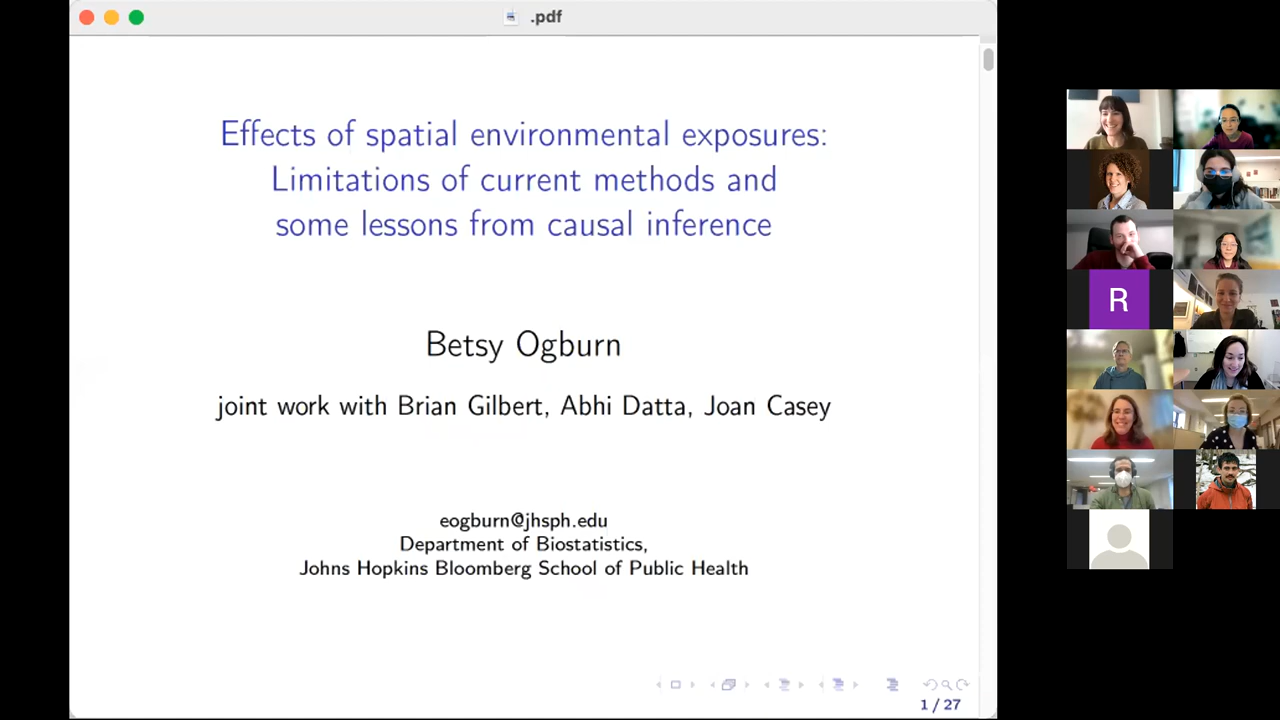 .pdf
Effects of spatial environmental exposures:
Limitations of current methods and
some lessons from causal inference
Betsy Ogburn
joint work with Brian Gilbert, Abhi Datta, Joan Casey
eogburn@jhsph.edu
Department of Biostatistics,
Johns Hopkins Bloomberg School of Public Health
1 / 27
R